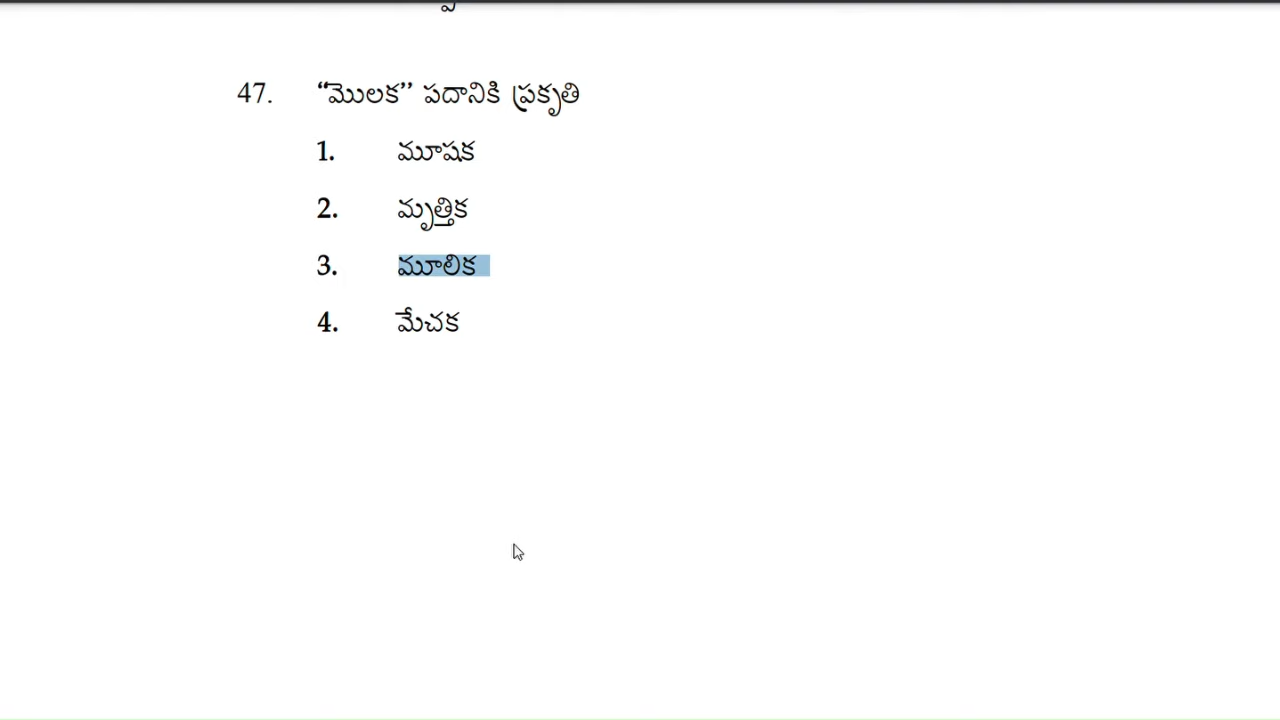 47. “మొలక” పదానికి ప్రకృతి
1. మూషక
2. మృత్తిక
3. మూలిక
4. మేచక